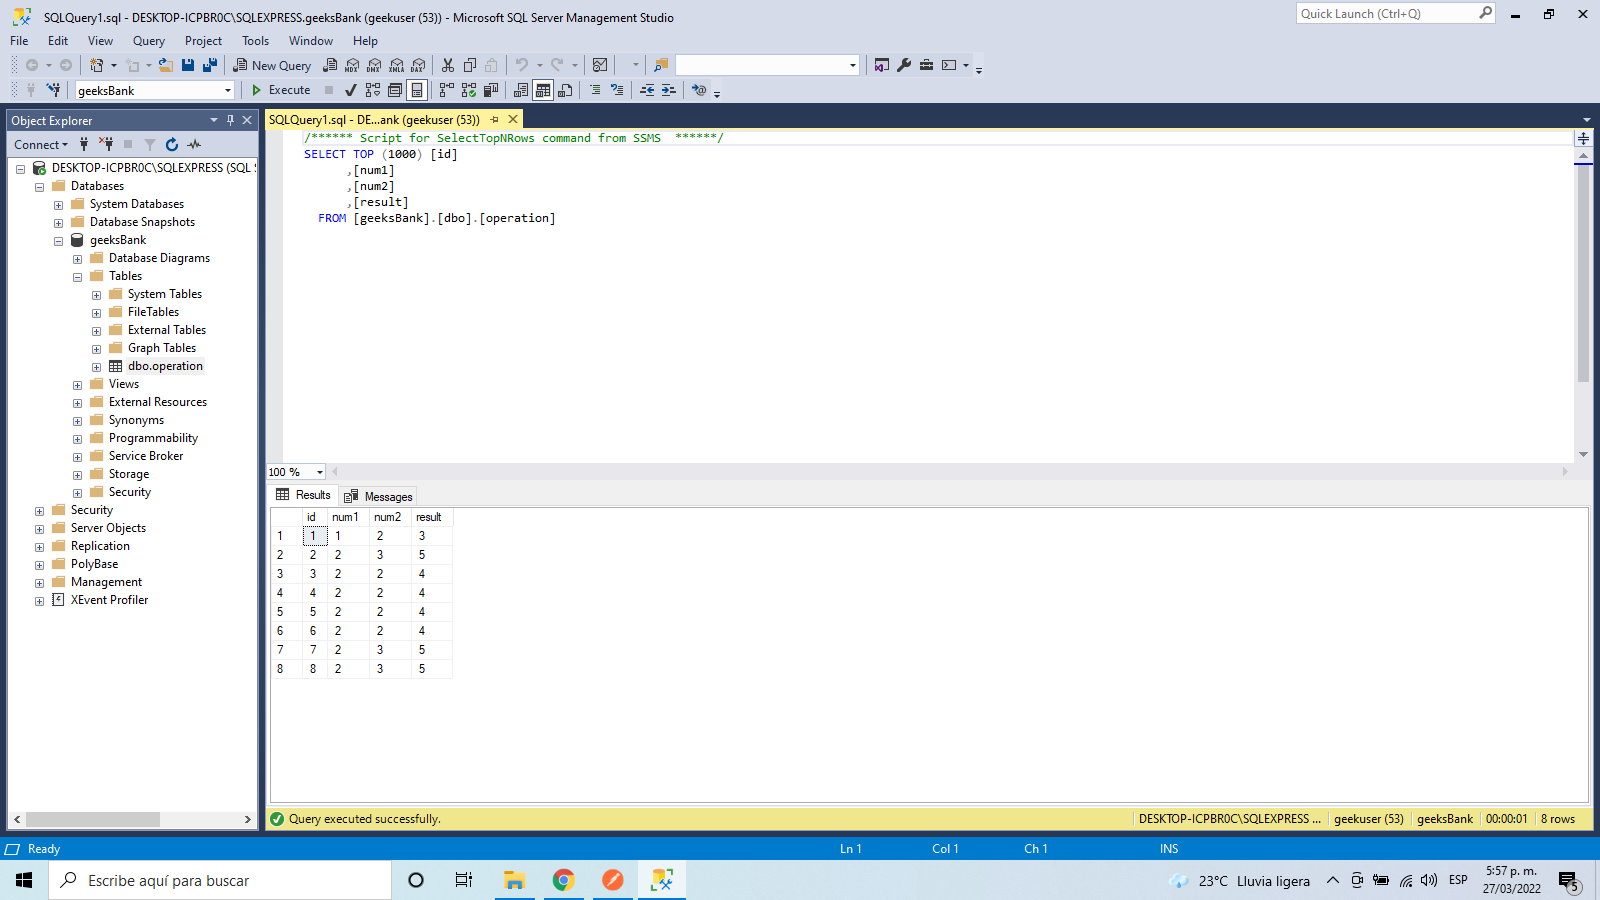 SQLQuery1.sql - DESKTOP-ICPBR0C\SQLEXPRESS.geeksBank (geekuser (53)) - Microsoft SQL Server Management Studio
Quick Launch (Ctrl+Q)
File Edit View Query Project Tools Window Help
New Query MDX DMX XMLA DAX
geeksBank Execute
Object Explorer
Connect
DESKTOP-ICPBR0C\SQLEXPRESS (SQL
Databases
System Databases
Database Snapshots
geeksBank
Database Diagrams
Tables
System Tables
FileTables
External Tables
Graph Tables
dbo.operation
Views
External Resources
Synonyms
Programmability
Service Broker
Storage
Security
Security
Server Objects
Replication
PolyBase
Management
XEvent Profiler
SQLQuery1.sql - DE...ank (geekuser (53))
/****** Script for SelectTopNRows command from SSMS  ******/
SELECT TOP (1000) [id]
,[num1]
,[num2]
,[result]
FROM [geeksBank].[dbo].[operation]
100 %
Results Messages
id num1 num2 result
1 1 1 2 3
2 2 2 3 5
3 3 2 2 4
4 4 2 2 4
5 5 2 2 4
6 6 2 2 4
7 7 2 3 5
8 8 2 3 5
Query executed successfully.
DESKTOP-ICPBR0C\SQLEXPRESS ... geekuser (53) geeksBank 00:00:01 8 rows
Ready Ln 1 Col 1 Ch 1 INS
Escribe aquí para buscar
23°C Lluvia ligera ESP
5:57 p. m.
27/03/2022
5